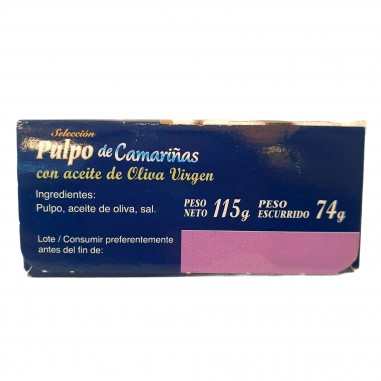 Selección
Pulpo de Camariñas
con aceite de Oliva Virgen
Ingredientes:
Pulpo, aceite de oliva, sal.
PESO NETO 115g PESO ESCURRIDO 74g
Lote / Consumir preferentemente
antes del fin de: